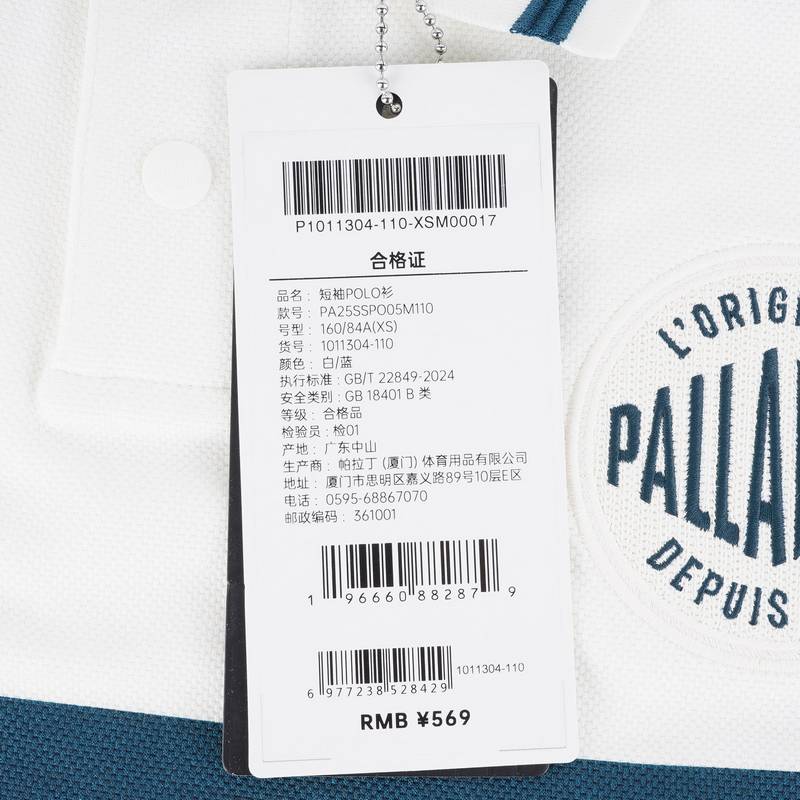 P1011304-110-XSM00017
合格证
品名： 短袖POLO衫
款号： PA25SSPO05M110
号型： 160/84A(XS)
货号： 1011304-110
颜色： 白/蓝
执行标准：GB/T 22849-2024
安全类别：GB 18401 B 类
等级： 合格品
检验员：检01
产地： 广东中山
生产商： 帕拉丁 (厦门) 体育用品有限公司
地址： 厦门市思明区嘉义路89号10层E区
电话： 0595-68867070
邮政编码： 361001
1 96660 88287 9
1011304-110
6 977238 528429
RMB ¥569
L'ORIG
PALLA
DEPUIS